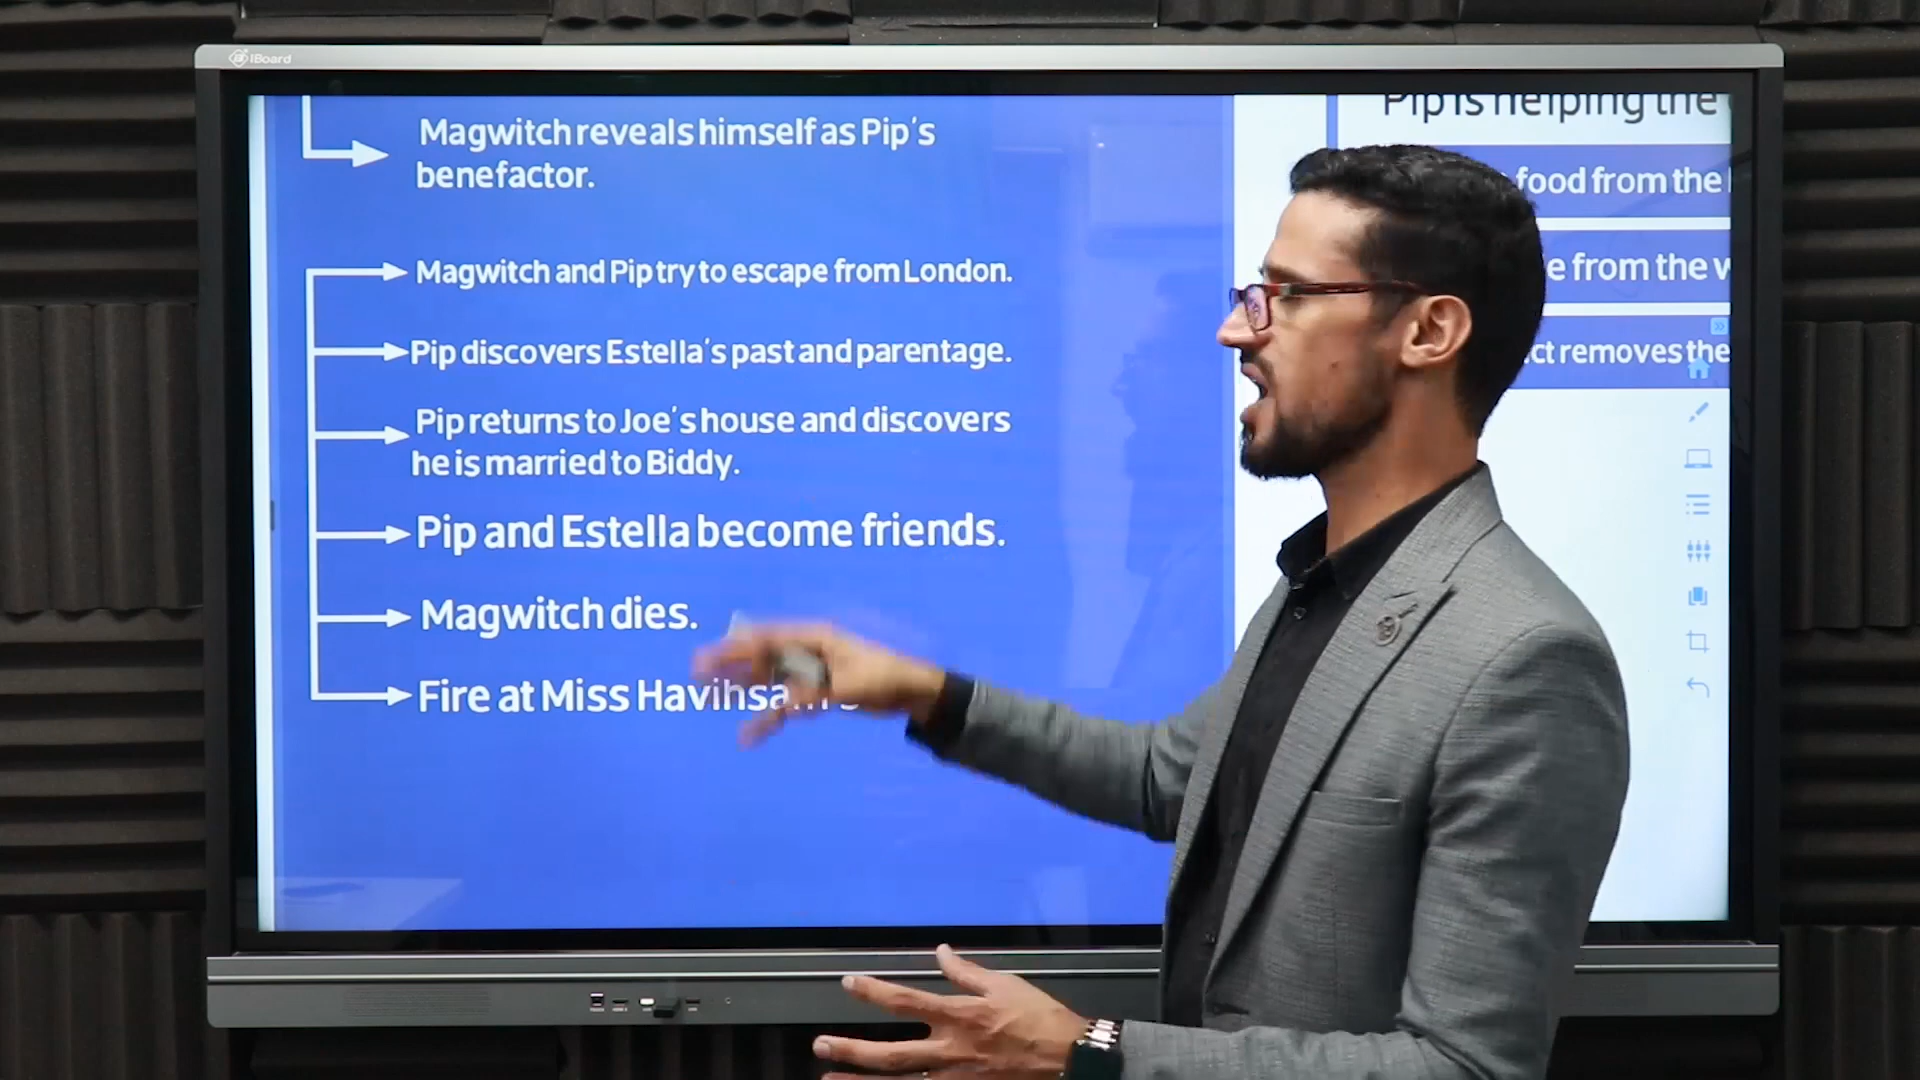 IBoard
Magwitch reveals himself as Pip's
benefactor.
Magwitch and Pip try to escape from London.
Pip discovers Estella's past and parentage.
Pip returns to Joe's house and discovers
he is married to Biddy.
Pip and Estella become friends.
Magwitch dies.
Fire at Miss
Pip is helping the
food from the
from the
removes the